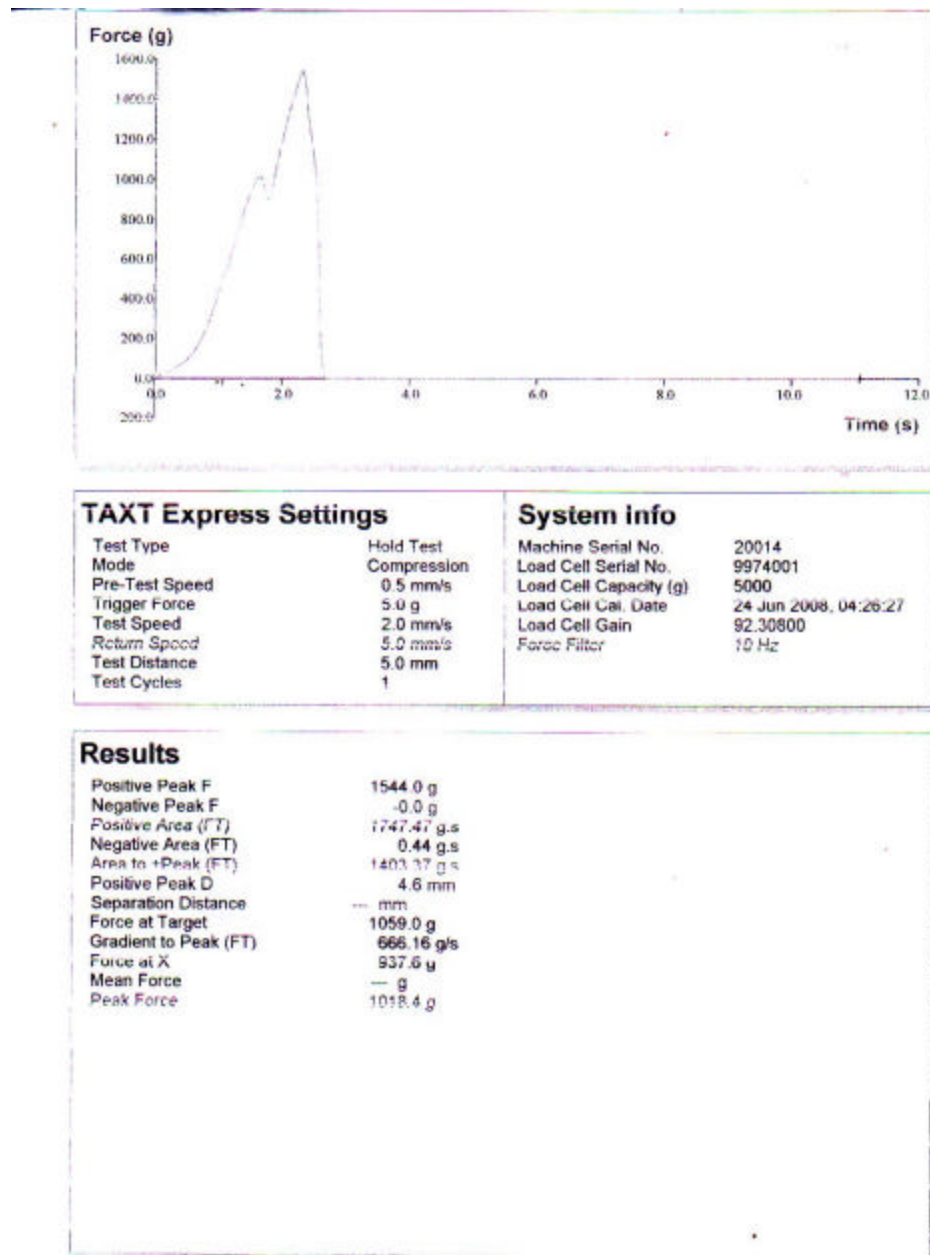 Force (g)
1600.0
1400.0
1200.0
1000.0
800.0
600.0
400.0
200.0
0.0
0.0 2.0 4.0 6.0 8.0 10.0 12.0
200.0
Time (s)
TAXT Express Settings
Test Type Hold Test
Mode Compression
Pre-Test Speed 0.5 mm/s
Trigger Force 5.0 g
Test Speed 2.0 mm/s
Return Speed 5.0 mm/s
Test Distance 5.0 mm
Test Cycles 1
System info
Machine Serial No. 20014
Load Cell Serial No. 9974001
Load Cell Capacity (g) 5000
Load Cell Cal. Date 24 Jun 2008, 04:26:27
Load Cell Gain 92.30800
Force Filter 10 Hz
Results
Positive Peak F 1544.0 g
Negative Peak F -0.0 g
Positive Area (FT) 1747.47 g.s
Negative Area (FT) 0.44 g.s
Area to +Peak (FT) 1403.37 g.s
Positive Peak D 4.6 mm
Separation Distance --- mm
Force at Target 1059.0 g
Gradient to Peak (FT) 666.16 g/s
Force at X 937.6 g
Mean Force --- g
Peak Force 1018.4 g